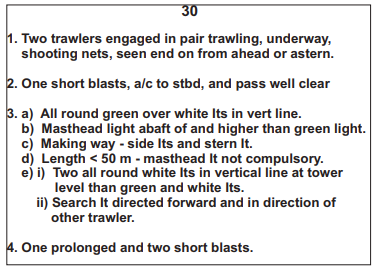 30
1. Two trawlers engaged in pair trawling, underway,
shooting nets, seen end on from ahead or astern.
2. One short blasts, a/c to stbd, and pass well clear
3. a) All round green over white lts in vert line.
b) Masthead light abaft of and higher than green light.
c) Making way - side lts and stern lt.
d) Length < 50 m - masthead lt not compulsory.
e) i) Two all round white lts in vertical line at tower
level than green and white lts.
ii) Search lt directed forward and in direction of
other trawler.
4. One prolonged and two short blasts.